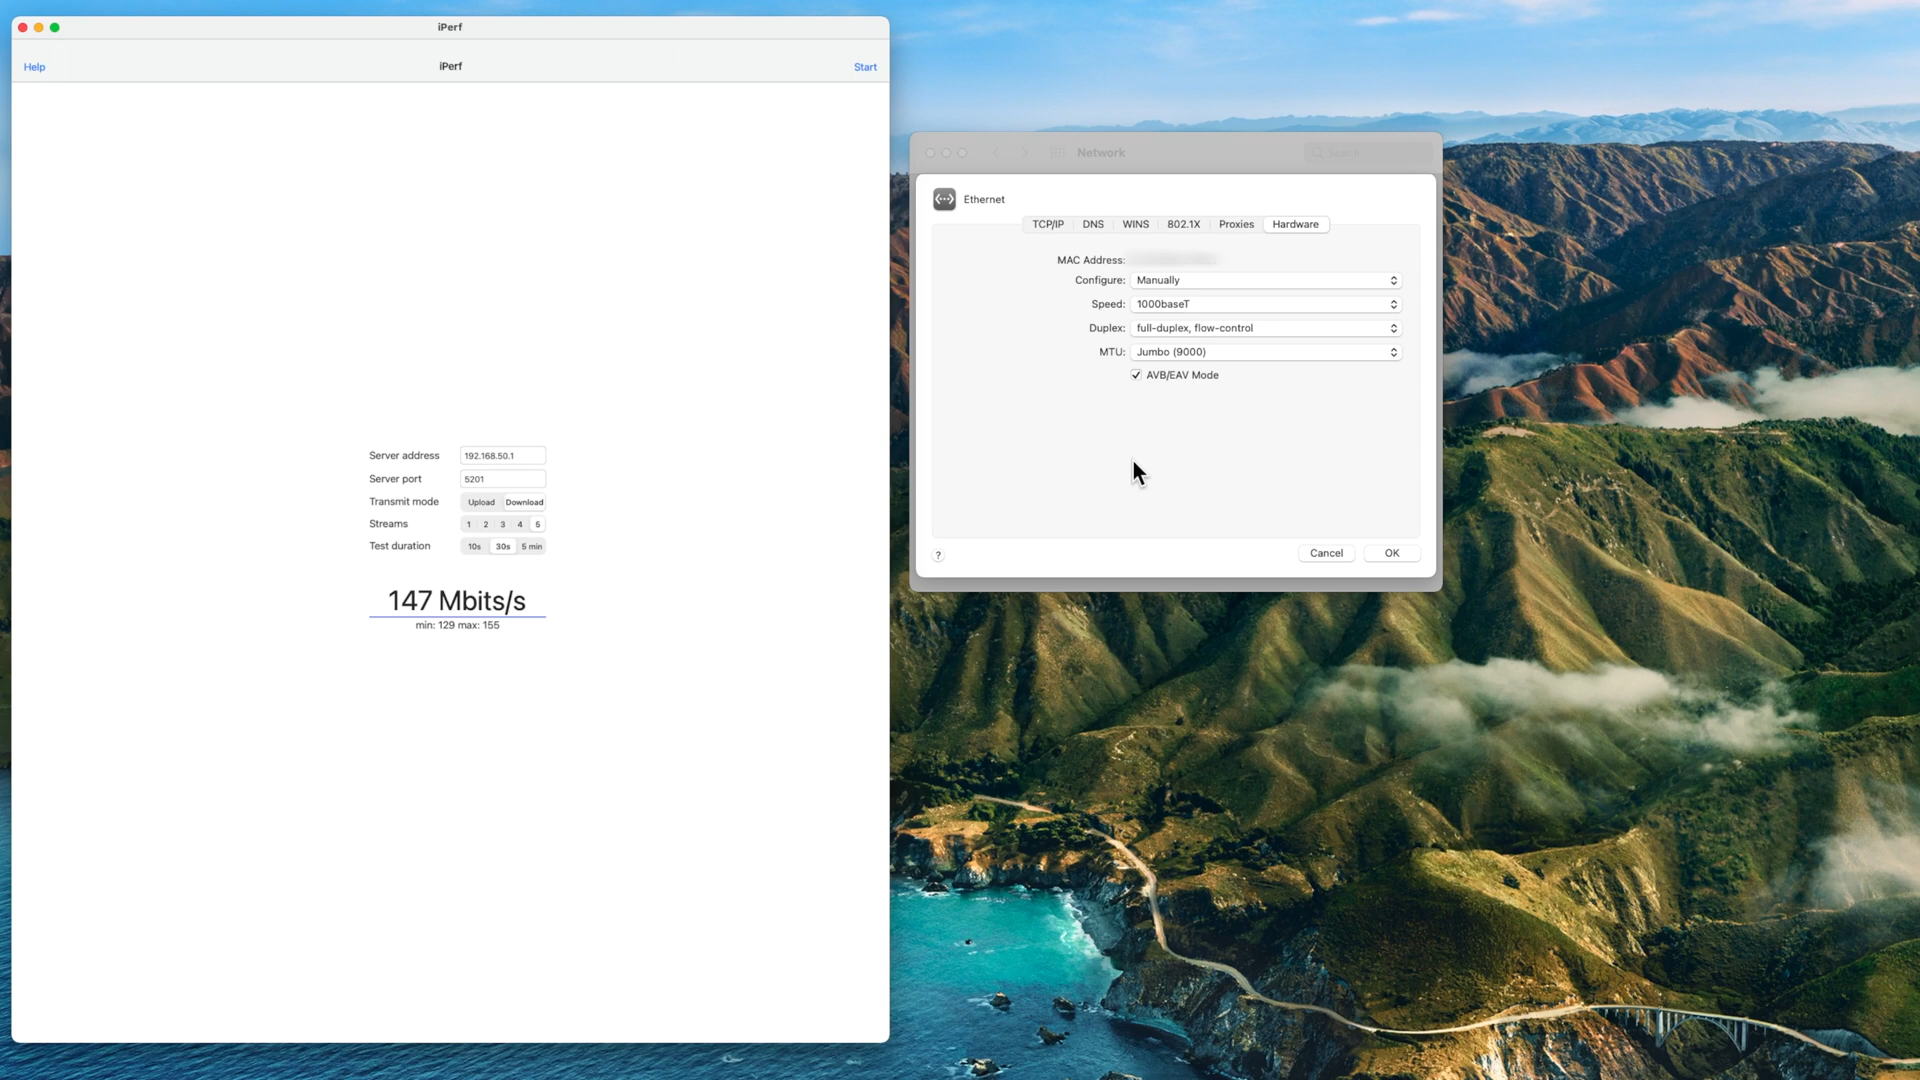 iPerf
Help
iPerf
Start
Server address
192.168.50.1
Server port
5201
Transmit mode
Upload
Download
Streams
1
2
3
4
5
Test duration
10s
30s
5 min
147 Mbits/s
min: 129 max: 155
Network
Search
Ethernet
TCP/IP
DNS
WINS
802.1X
Proxies
Hardware
MAC Address:
Configure:
Manually
Speed:
1000baseT
Duplex:
full-duplex, flow-control
MTU:
Jumbo (9000)
AVB/EAV Mode
?
Cancel
OK